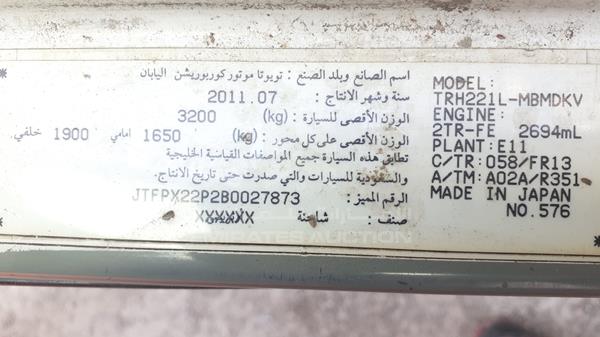 اسم الصانع وبلد الصنع : تويوتا موتور كوربوريشن اليابان
سنة وشهر الانتاج : 2011.07
الوزن الأقصى للسيارة (kg) 3200
الوزن الأقصى على كل محور : (kg) 1650 امامي 1900 خلفي
تطابق هذه السيارة جميع المواصفات القياسية الخليجية
والسعودية للسيارات والتي صدرت حتى تاريخ الانتاج .
الرقم المميز : JTFPX22P2B0027873
صنف : شاحنة XXXXXX
MODEL:
TRH221L-MBMDKV
ENGINE:
2TR-FE 2694mL
PLANT: E11
C/TR: 058/FR13
A/TM: A02A/R351
MADE IN JAPAN
NO. 576
EMIRATES AUCTION